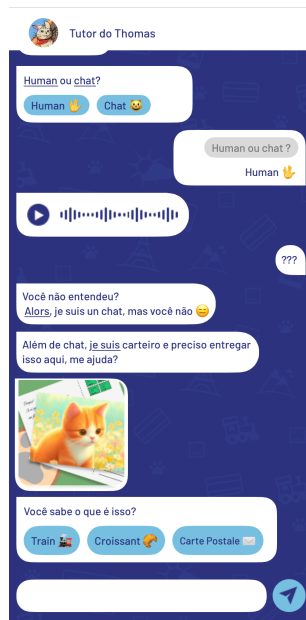 Tutor do Thomas
Human ou chat?
Human 🖖 Chat 😺
Human ou chat ?
Human 🖖
???
Você não entendeu?
Alors, je suis un chat, mas você não 😄
Além de chat, je suis carteiro e preciso entregar
isso aqui, me ajuda?
Você sabe o que é isso?
Train 🚂 Croissant 🥐 Carte Postale ✉️